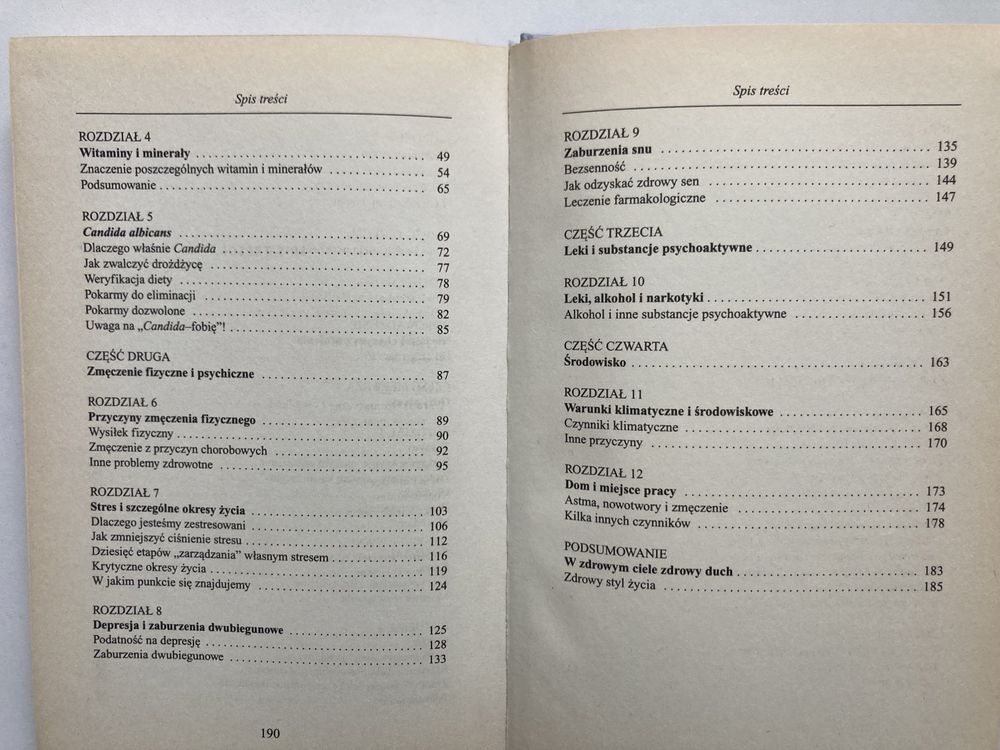 Spis treści
ROZDZIAŁ 4
Witaminy i minerały . . . . . . . . . . . . . . . . . . . . . . . . . . . . . . . . . . . 49
Znaczenie poszczególnych witamin i minerałów . . . . . . . . . . . . . . 54
Podsumowanie . . . . . . . . . . . . . . . . . . . . . . . . . . . . . . . . . . . . . . . 65
ROZDZIAŁ 5
Candida albicans . . . . . . . . . . . . . . . . . . . . . . . . . . . . . . . . . . . . . 69
Dlaczego właśnie Candida . . . . . . . . . . . . . . . . . . . . . . . . . . . . . . 72
Jak zwalczyć drożdżycę . . . . . . . . . . . . . . . . . . . . . . . . . . . . . . . . 77
Weryfikacja diety . . . . . . . . . . . . . . . . . . . . . . . . . . . . . . . . . . . . . 78
Pokarmy do eliminacji . . . . . . . . . . . . . . . . . . . . . . . . . . . . . . . . . 79
Pokarmy dozwolone . . . . . . . . . . . . . . . . . . . . . . . . . . . . . . . . . . . 82
Uwaga na „Candida–fobię”! . . . . . . . . . . . . . . . . . . . . . . . . . . . . . 85
CZĘŚĆ DRUGA
Zmęczenie fizyczne i psychiczne . . . . . . . . . . . . . . . . . . . . . . . . . 87
ROZDZIAŁ 6
Przyczyny zmęczenia fizycznego . . . . . . . . . . . . . . . . . . . . . . . . . 89
Wysiłek fizyczny . . . . . . . . . . . . . . . . . . . . . . . . . . . . . . . . . . . . . . 90
Zmęczenie z przyczyn chorobowych . . . . . . . . . . . . . . . . . . . . . . 92
Inne problemy zdrowotne . . . . . . . . . . . . . . . . . . . . . . . . . . . . . . . 95
ROZDZIAŁ 7
Stres i szczególne okresy życia . . . . . . . . . . . . . . . . . . . . . . . . . . 103
Dlaczego jesteśmy zestresowani . . . . . . . . . . . . . . . . . . . . . . . . . 106
Jak zmniejszyć ciśnienie stresu . . . . . . . . . . . . . . . . . . . . . . . . . . 112
Dziesięć etapów „zarządzania” własnym stresem . . . . . . . . . . . . 116
Krytyczne okresy życia . . . . . . . . . . . . . . . . . . . . . . . . . . . . . . . . 119
W jakim punkcie się znajdujemy . . . . . . . . . . . . . . . . . . . . . . . . . 124
ROZDZIAŁ 8
Depresja i zaburzenia dwubiegunowe . . . . . . . . . . . . . . . . . . . . . 125
Podatność na depresję . . . . . . . . . . . . . . . . . . . . . . . . . . . . . . . . . 128
Zaburzenia dwubiegunowe . . . . . . . . . . . . . . . . . . . . . . . . . . . . . 133
190
Spis treści
ROZDZIAŁ 9
Zaburzenia snu . . . . . . . . . . . . . . . . . . . . . . . . . . . . . . . . . . . . . . 135
Bezsenność . . . . . . . . . . . . . . . . . . . . . . . . . . . . . . . . . . . . . . . . . 139
Jak odzyskać zdrowy sen . . . . . . . . . . . . . . . . . . . . . . . . . . . . . . 144
Leczenie farmakologiczne . . . . . . . . . . . . . . . . . . . . . . . . . . . . . 147
CZĘŚĆ TRZECIA
Leki i substancje psychoaktywne . . . . . . . . . . . . . . . . . . . . . . . . 149
ROZDZIAŁ 10
Leki, alkohol i narkotyki . . . . . . . . . . . . . . . . . . . . . . . . . . . . . . 151
Alkohol i inne substancje psychoaktywne . . . . . . . . . . . . . . . . . 156
CZĘŚĆ CZWARTA
Środowisko . . . . . . . . . . . . . . . . . . . . . . . . . . . . . . . . . . . . . . . . . 163
ROZDZIAŁ 11
Warunki klimatyczne i środowiskowe . . . . . . . . . . . . . . . . . . . . 165
Czynniki klimatyczne . . . . . . . . . . . . . . . . . . . . . . . . . . . . . . . . . 168
Inne przyczyny . . . . . . . . . . . . . . . . . . . . . . . . . . . . . . . . . . . . . . 170
ROZDZIAŁ 12
Dom i miejsce pracy . . . . . . . . . . . . . . . . . . . . . . . . . . . . . . . . . . 173
Astma, nowotwory i zmęczenie . . . . . . . . . . . . . . . . . . . . . . . . . 174
Kilka innych czynników . . . . . . . . . . . . . . . . . . . . . . . . . . . . . . . 178
PODSUMOWANIE
W zdrowym ciele zdrowy duch . . . . . . . . . . . . . . . . . . . . . . . . . . 183
Zdrowy styl życia . . . . . . . . . . . . . . . . . . . . . . . . . . . . . . . . . . . . 185